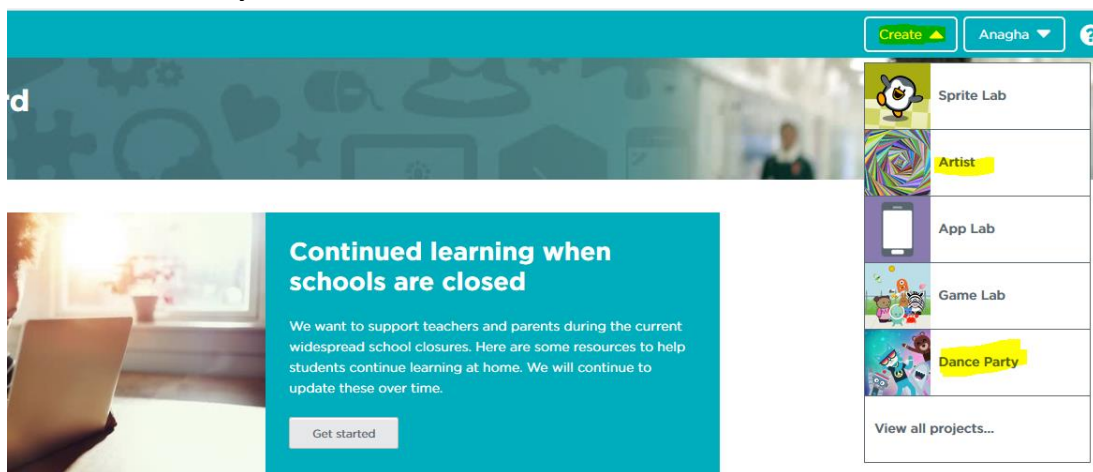 Create
Anagha
?
rd
Sprite Lab
Artist
App Lab
Game Lab
Dance Party
View all projects...
Continued learning when
schools are closed
We want to support teachers and parents during the current
widespread school closures. Here are some resources to help
students continue learning at home. We will continue to
update these over time.
Get started